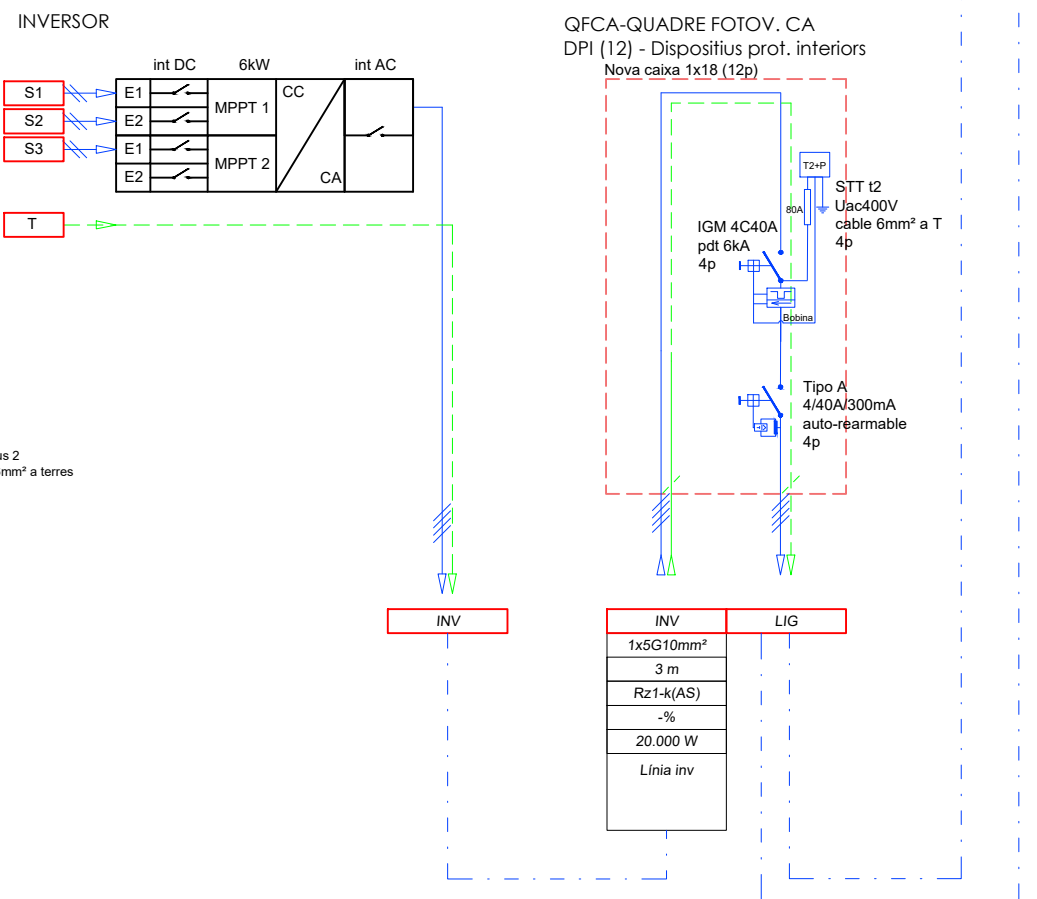 INVERSOR
int DC
6kW
int AC
S1
S2
S3
E1
E2
E1
E2
MPPT 1
MPPT 2
CC
CA
T
us 2
mm² a terres
INV
QFCA-QUADRE FOTOV. CA
DPI (12) - Dispositius prot. interiors
Nova caixa 1x18 (12p)
T2+P
80A
STT t2
Uac400V
cable 6mm² a T
4p
IGM 4C40A
pdt 6kA
4p
Bobina
Tipo A
4/40A/300mA
auto-rearmable
4p
INV
LIG
1x5G10mm²
3 m
Rz1-k(AS)
-%
20.000 W
Línia inv